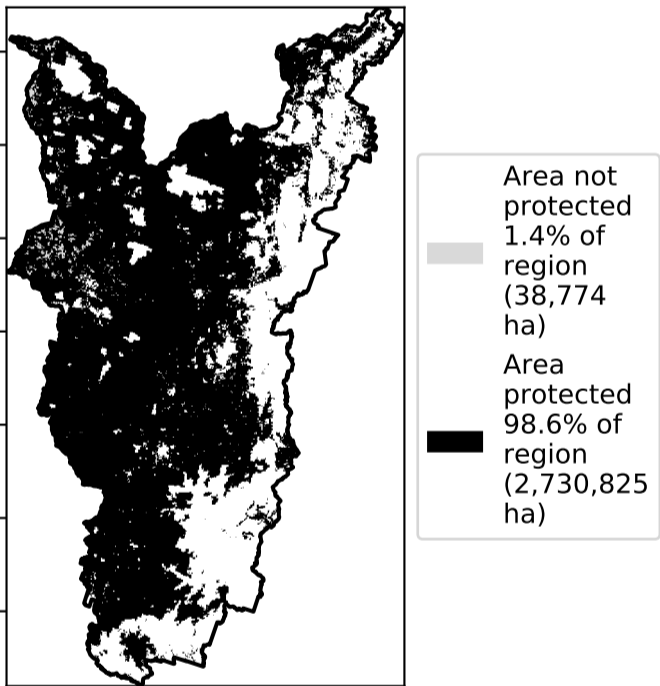 Area not
protected
1.4% of
region
(38,774
ha)
Area
protected
98.6% of
region
(2,730,825
ha)